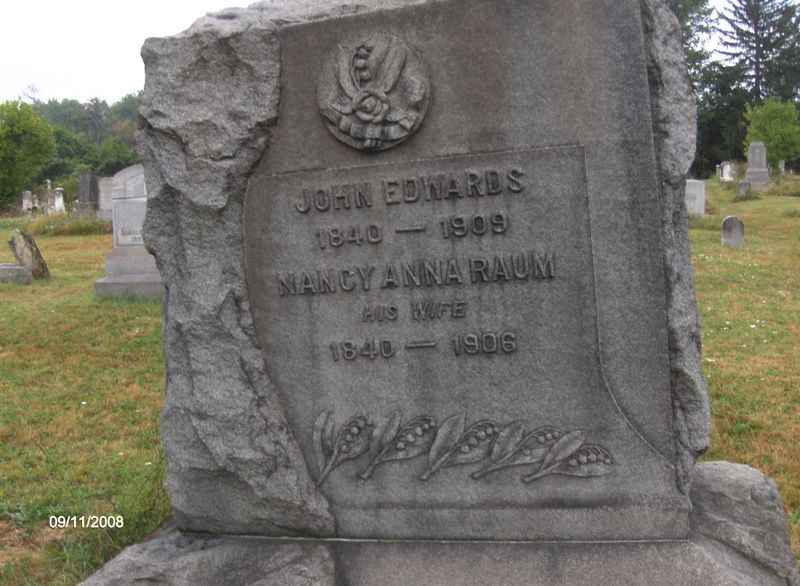 JOHN EDWARDS
1840 — 1909
NANCY ANNA RAUM
HIS WIFE
1840 — 1906
09/11/2008